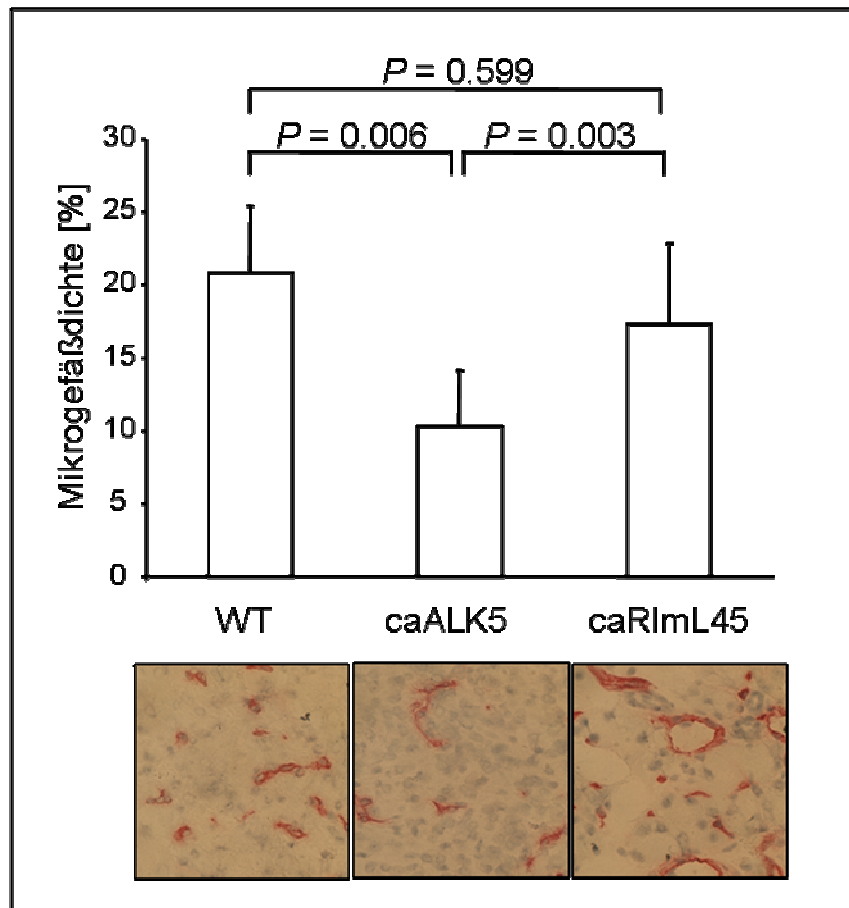 P = 0.599
P = 0.006 P = 0.003
Mikrogefäßdichte [%]
30
25
20
15
10
5
0
WT caALK5 caRImL45